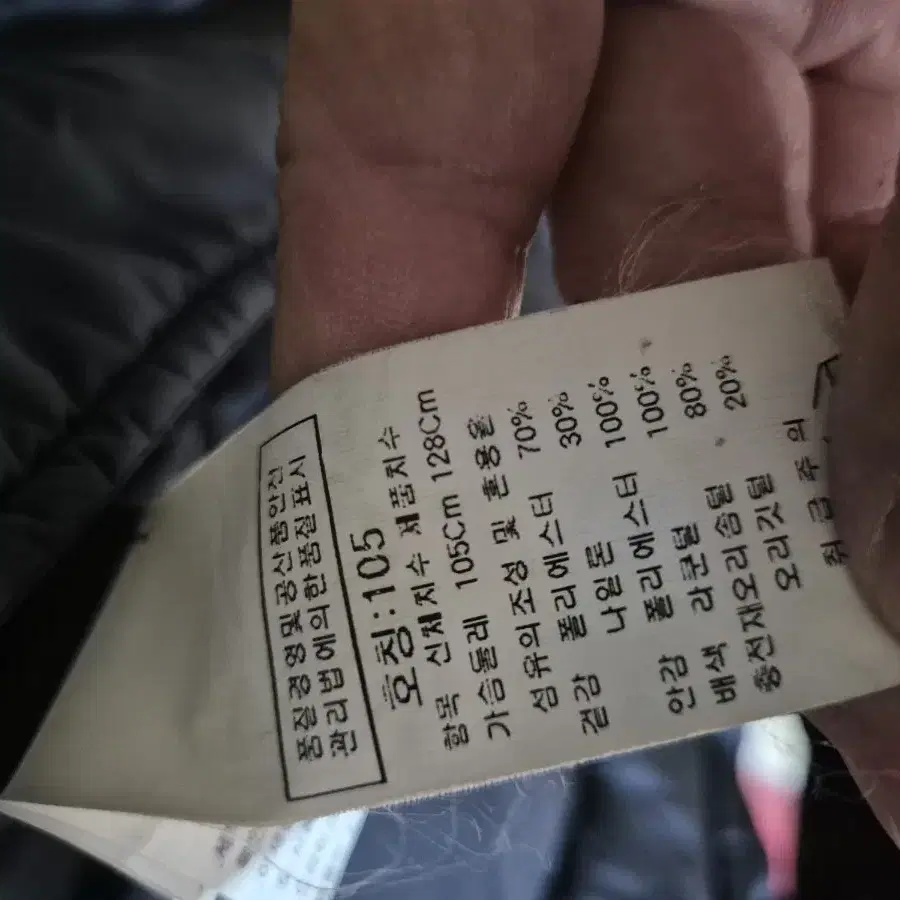 품질경영및공산품안전
관리법에의한품질표시
호칭:105
항목 신체치수 제품치수
가슴둘레 105Cm 128Cm
섬유의조성 및 혼용율
겉감 폴리에스터 70%
나일론 30%
안감 폴리에스터 100%
배색 라쿤털 100%
충전재오리솜털 80%
오리깃털 20%
취 급 주 의